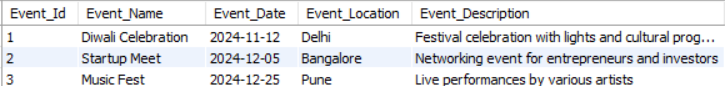 Event_Id Event_Name Event_Date Event_Location Event_Description
1 Diwali Celebration 2024-11-12 Delhi Festival celebration with lights and cultural prog...
2 Startup Meet 2024-12-05 Bangalore Networking event for entrepreneurs and investors
3 Music Fest 2024-12-25 Pune Live performances by various artists